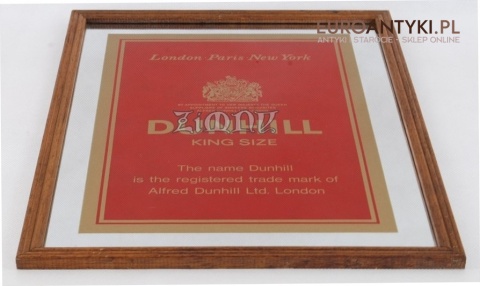 EUROANTYKI.PL
ANTYKI I STAROCIE - SKLEP ONLINE
London Paris New York
DUNHILL
ZIOMV
KING SIZE
The name Dunhill
is the registered trade mark of
Alfred Dunhill Ltd. London